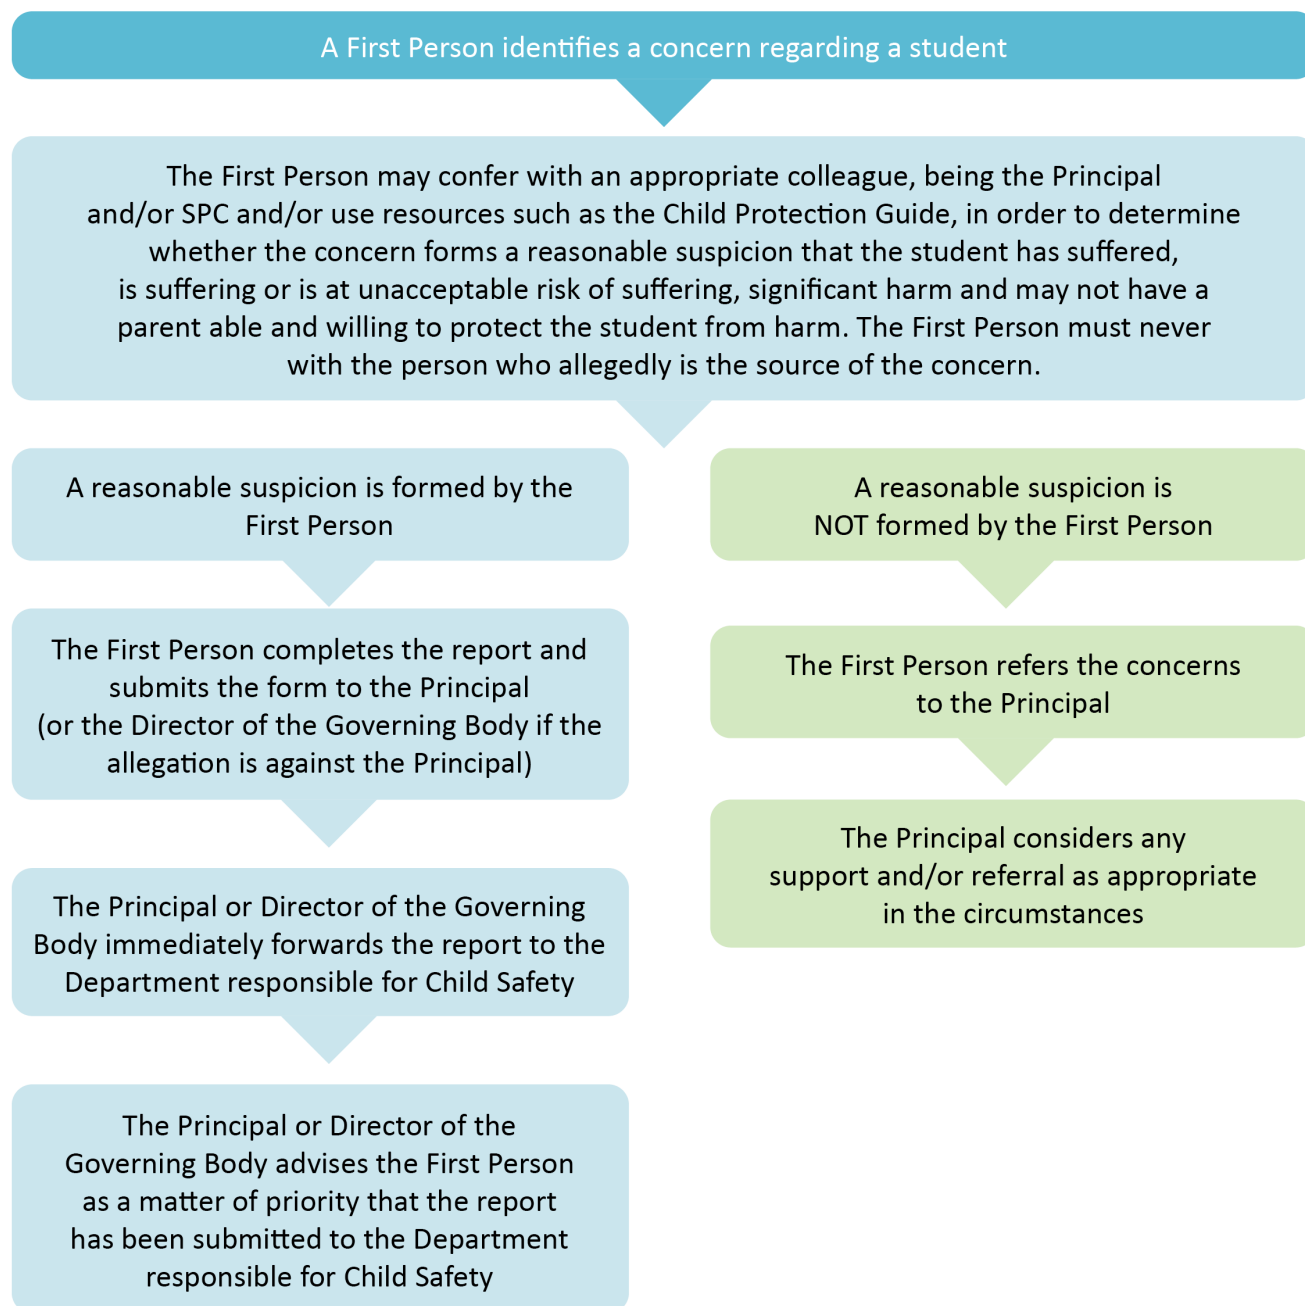 A First Person identifies a concern regarding a student
The First Person may confer with an appropriate colleague, being the Principal
and/or SPC and/or use resources such as the Child Protection Guide, in order to determine
whether the concern forms a reasonable suspicion that the student has suffered,
is suffering or is at unacceptable risk of suffering, significant harm and may not have a
parent able and willing to protect the student from harm. The First Person must never
with the person who allegedly is the source of the concern.
A reasonable suspicion is formed by the
First Person
The First Person completes the report and
submits the form to the Principal
(or the Director of the Governing Body if the
allegation is against the Principal)
The Principal or Director of the Governing
Body immediately forwards the report to the
Department responsible for Child Safety
The Principal or Director of the
Governing Body advises the First Person
as a matter of priority that the report
has been submitted to the Department
responsible for Child Safety
A reasonable suspicion is
NOT formed by the First Person
The First Person refers the concerns
to the Principal
The Principal considers any
support and/or referral as appropriate
in the circumstances